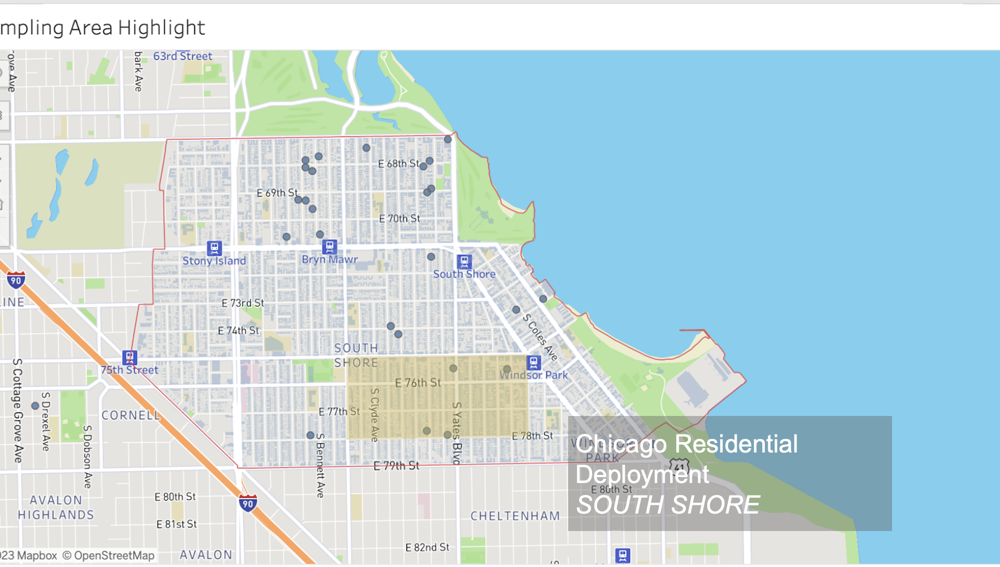 mpling Area Highlight
63rd Street
ove Ave
bark Ave
E 68th St
E 69th St
E 70th St
Stony Island
Bryn Mawr
South Shore
90
LINE
E 73rd St
S Coles Ave
E 74th St
SOUTH
SHORE
75th Street
Windsor Park
E 76th St
S Cottage Grove Ave
S Drexel Ave
S Dobson Ave
CORNELL
E 77th St
S Clyde Ave
S Yates Blvd
S Bennett Ave
E 78th St
WINDSOR
PARK
Chicago Residential
Deployment
SOUTH SHORE
E 79th St
41
E 80th St
AVALON
HIGHLANDS
E 80th St
90
CHELTENHAM
E 81st St
E 82nd St
AVALON
023 Mapbox © OpenStreetMap